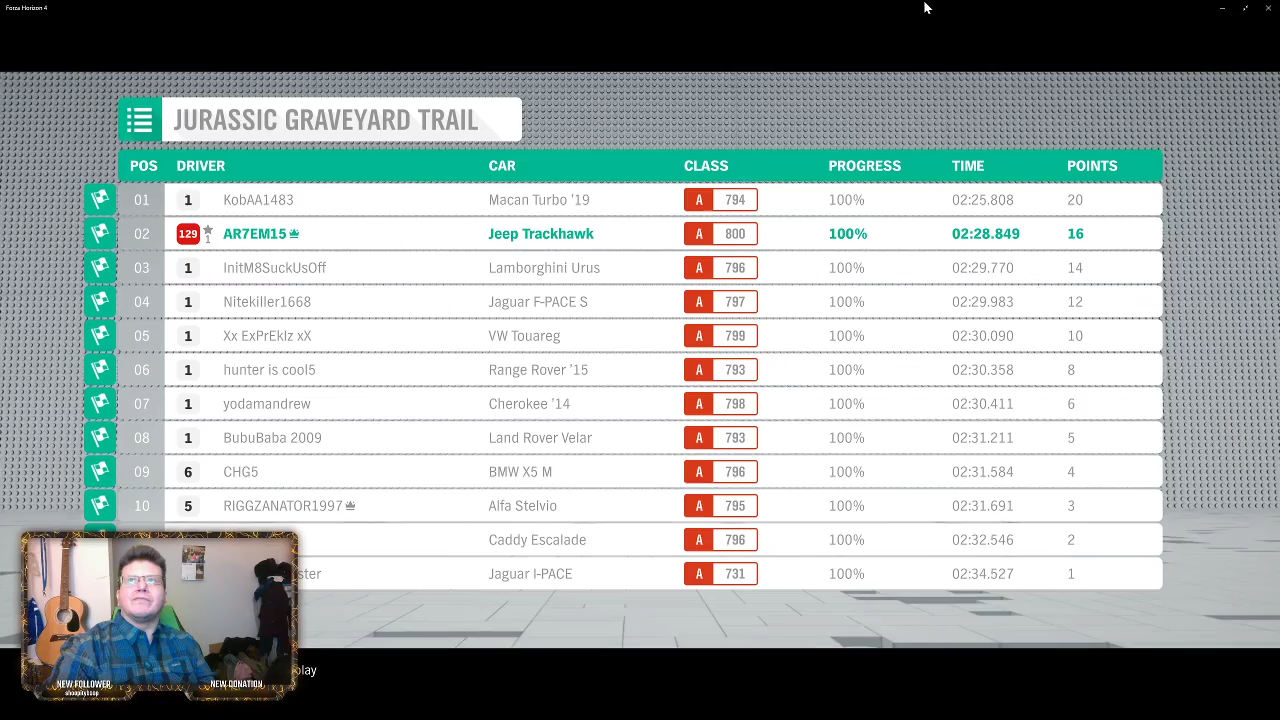 Forza Horizon 4
JURASSIC GRAVEYARD TRAIL
POS DRIVER CAR CLASS PROGRESS TIME POINTS
01 1 KobAA1483 Macan Turbo '19 A 794 100% 02:25.808 20
02 129 1 AR7EM15 Jeep Trackhawk A 800 100% 02:28.849 16
03 1 InitM8SuckUsOff Lamborghini Urus A 796 100% 02:29.770 14
04 1 Nitekiller1668 Jaguar F-PACE S A 797 100% 02:29.983 12
05 1 Xx ExPrEkIz xX VW Touareg A 799 100% 02:30.090 10
06 1 hunter is cool5 Range Rover '15 A 793 100% 02:30.358 8
07 1 yodamandrew Cherokee '14 A 798 100% 02:30.411 6
08 1 BubuBaba 2009 Land Rover Velar A 793 100% 02:31.211 5
09 6 CHG5 BMW X5 M A 796 100% 02:31.584 4
10 5 RIGGZANATOR1997 Alfa Stelvio A 795 100% 02:31.691 3
Caddy Escalade A 796 100% 02:32.546 2
ster Jaguar I-PACE A 731 100% 02:34.527 1
lay
NEW FOLLOWER NEW DONATION
shoopityboop